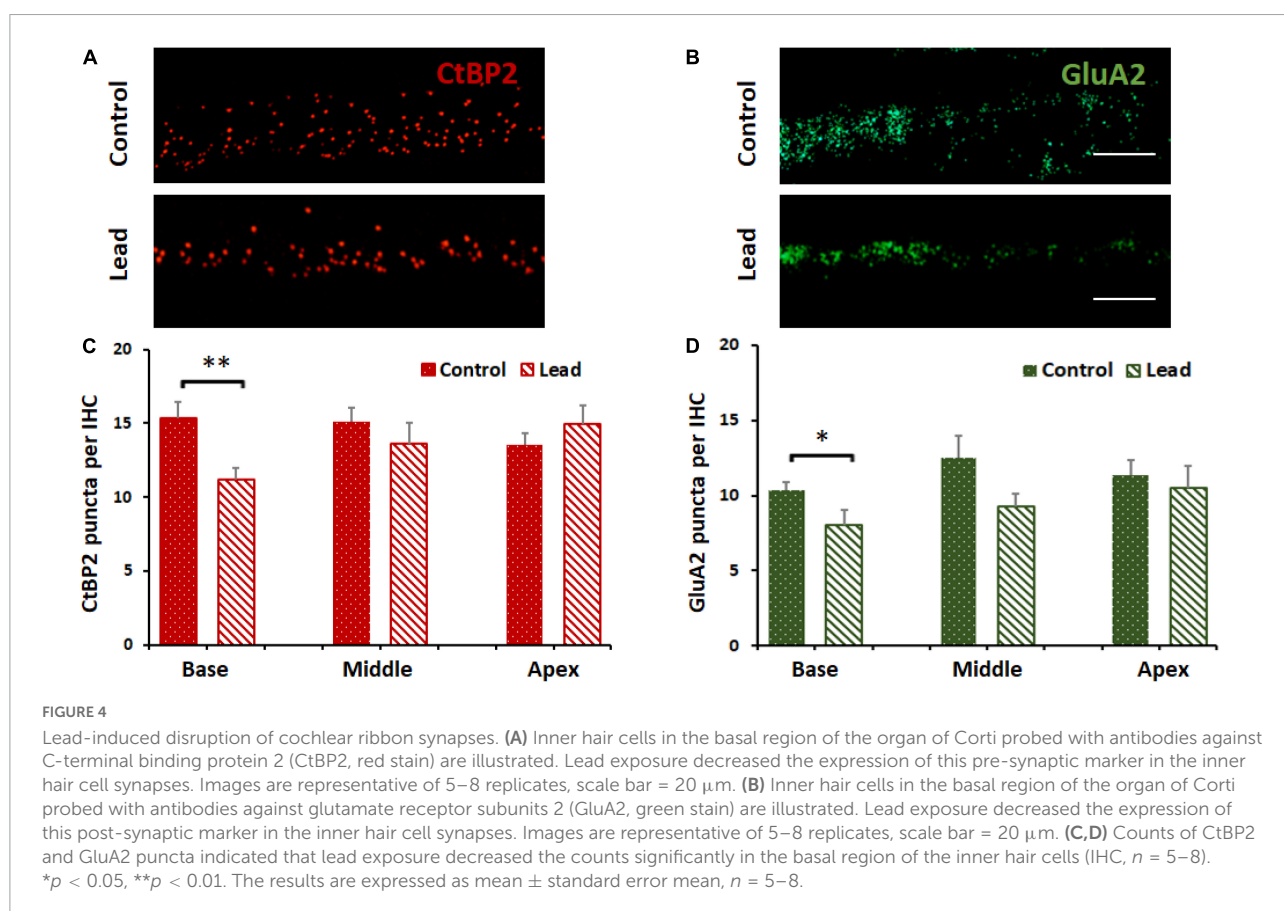 A
CtBP2
Control
Lead
B
GluA2
Control
Lead
C
CtBP2 puncta per IHC
20
15
10
5
0
**
Control
Lead
Base
Middle
Apex
D
GluA2 puncta per IHC
20
15
10
5
0
*
Control
Lead
Base
Middle
Apex
FIGURE 4
Lead-induced disruption of cochlear ribbon synapses. (A) Inner hair cells in the basal region of the organ of Corti probed with antibodies against
C-terminal binding protein 2 (CtBP2, red stain) are illustrated. Lead exposure decreased the expression of this pre-synaptic marker in the inner
hair cell synapses. Images are representative of 5–8 replicates, scale bar = 20 μm. (B) Inner hair cells in the basal region of the organ of Corti
probed with antibodies against glutamate receptor subunits 2 (GluA2, green stain) are illustrated. Lead exposure decreased the expression of
this post-synaptic marker in the inner hair cell synapses. Images are representative of 5–8 replicates, scale bar = 20 μm. (C,D) Counts of CtBP2
and GluA2 puncta indicated that lead exposure decreased the counts significantly in the basal region of the inner hair cells (IHC, n = 5–8).
*p < 0.05, **p < 0.01. The results are expressed as mean ± standard error mean, n = 5–8.